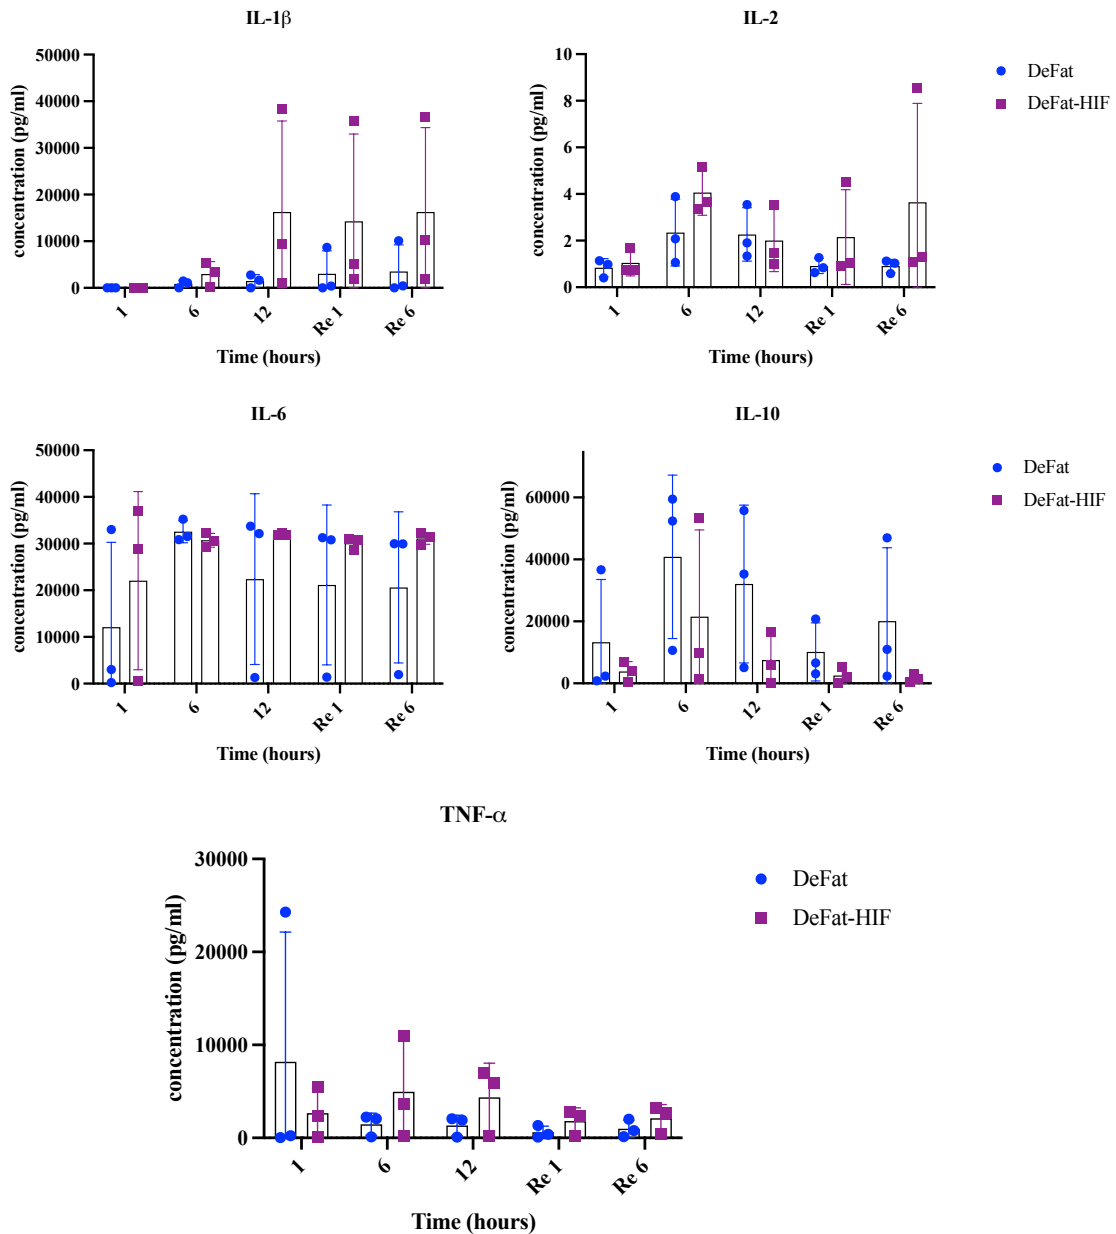 IL-1β
50000
40000
30000
20000
10000
0
concentration (pg/ml)
1
6
12
Re 1
Re 6
Time (hours)
IL-2
10
8
6
4
2
0
concentration (pg/ml)
1
6
12
Re 1
Re 6
Time (hours)
DeFat
DeFat-HIF
IL-6
50000
40000
30000
20000
10000
0
concentration (pg/ml)
1
6
12
Re 1
Re 6
Time (hours)
IL-10
60000
40000
20000
0
concentration (pg/ml)
1
6
12
Re 1
Re 6
Time (hours)
DeFat
DeFat-HIF
TNF-α
30000
20000
10000
0
concentration (pg/ml)
1
6
12
Re 1
Re 6
Time (hours)
DeFat
DeFat-HIF